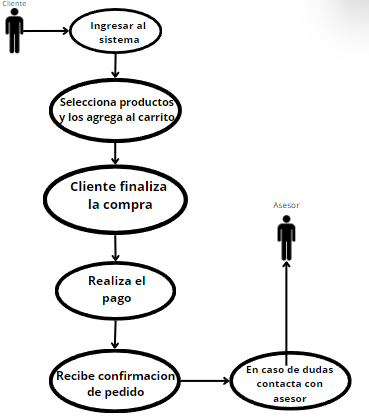 Cliente
Ingresar al
sistema
Selecciona productos
y los agrega al carrito
Cliente finaliza
la compra
Realiza el
pago
Recibe confirmacion
de pedido
Asesor
En caso de dudas
contacta con
asesor